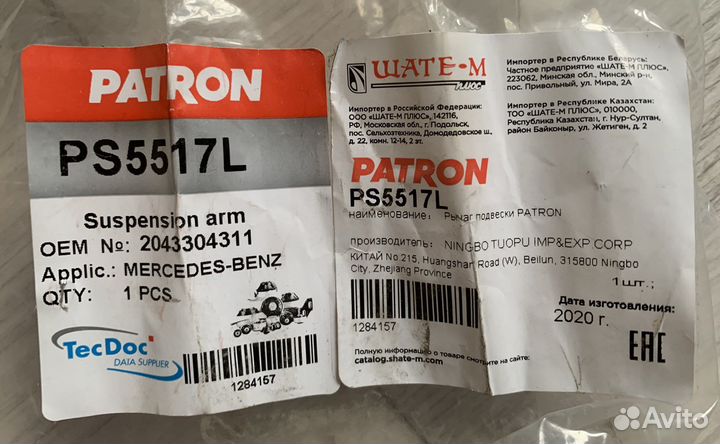 PATRON
PS5517L
Suspension arm
OEM №: 2043304311
Applic.: MERCEDES-BENZ
QTY: 1 PCS
TecDoc
DATA SUPPLIER
1284157
ШАТЕ-М
ПЛЮС
Импортер в Российской Федерации:
ООО «ШАТЕ-М ПЛЮС», 142116,
РФ, Московская обл., г. Подольск,
пос. Сельхозтехника, Домодедовское ш.,
д. 22, комн. 12-14, 2 эт.
Импортер в Республике Беларусь:
Частное предприятие «ШАТЕ-М ПЛЮС»,
223062, Минская обл., Минский р-н,
пос. Привольный, ул. Мира, 2А
Импортер в Республике Казахстан:
ТОО «ШАТЕ-М ПЛЮС», 010000,
Республика Казахстан, г. Нур-Султан,
район Байконыр, ул. Жетиген, д. 2
PATRON
PS5517L
наименование: Рычаг подвески PATRON
производитель: NINGBO TUOPU IMP&EXP CORP
КИТАЙ No.215, Huangshan Road (W), Beilun, 315800 Ningbo
City, Zhejiang Province
1 шт.;
Дата изготовления:
2020 г.
1284157
EAC
Полную информацию о товаре смотрите на сайте:
catalog.shate-m.com
Avito